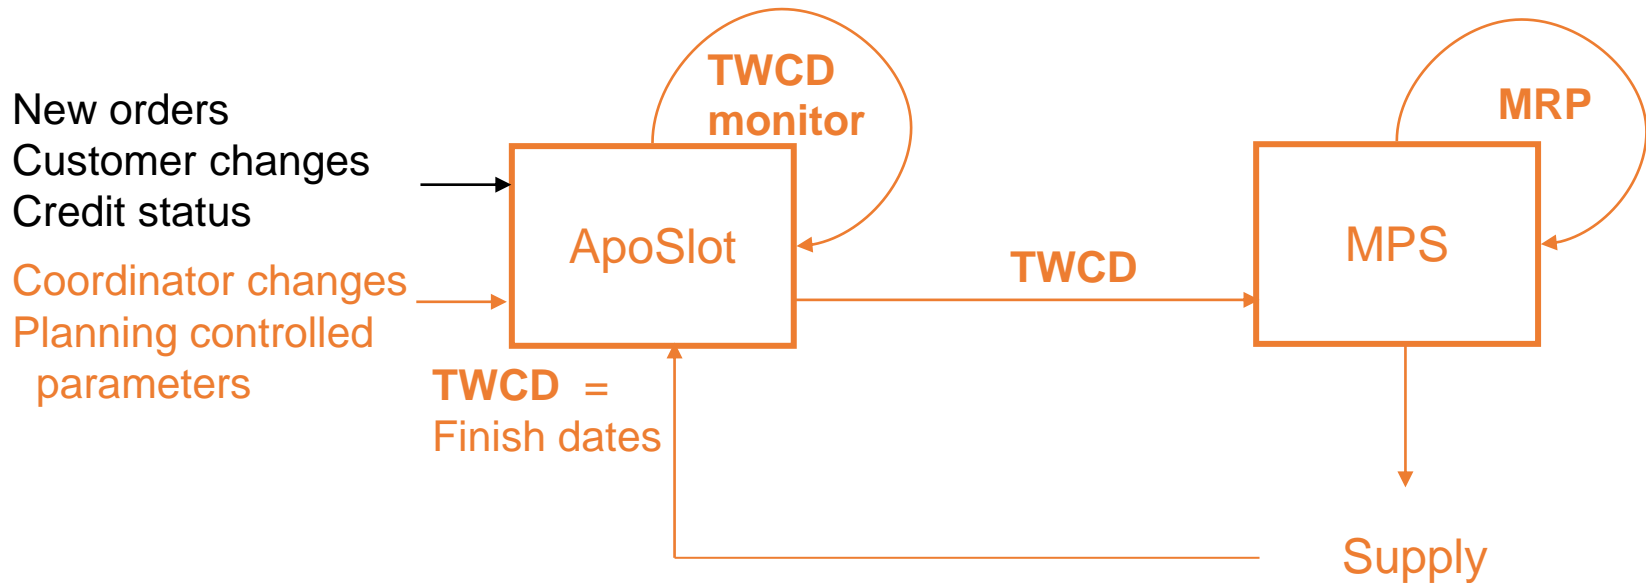 New orders
Customer changes
Credit status
Coordinator changes
Planning controlled
parameters
TWCD
monitor
ApoSlot
TWCD =
Finish dates
TWCD
MRP
MPS
Supply